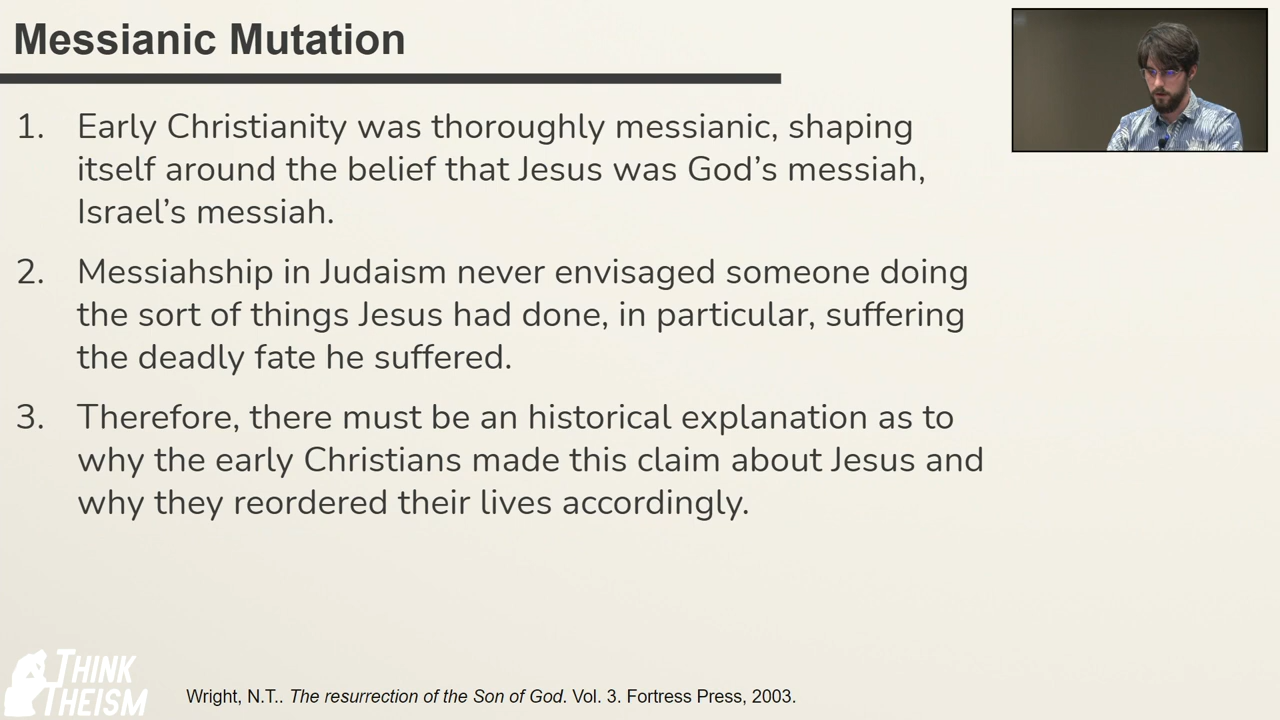 Messianic Mutation
1. Early Christianity was thoroughly messianic, shaping
itself around the belief that Jesus was God’s messiah,
Israel’s messiah.
2. Messiahship in Judaism never envisaged someone doing
the sort of things Jesus had done, in particular, suffering
the deadly fate he suffered.
3. Therefore, there must be an historical explanation as to
why the early Christians made this claim about Jesus and
why they reordered their lives accordingly.
THINK
THEISM
Wright, N.T.. The resurrection of the Son of God. Vol. 3. Fortress Press, 2003.